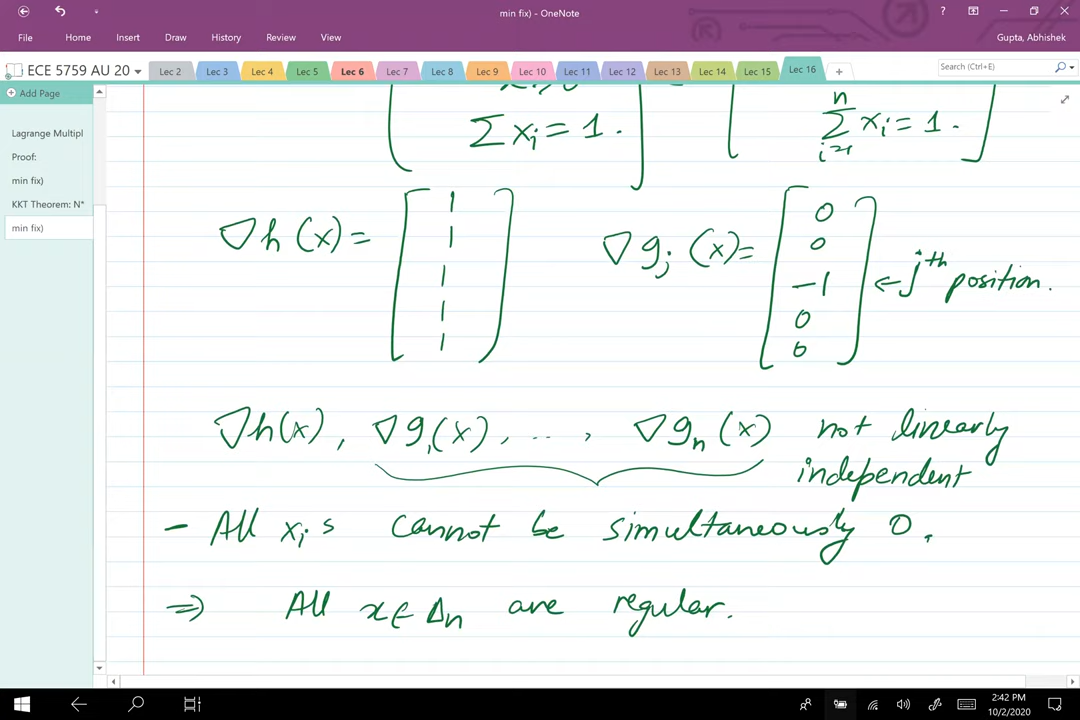 min fix) - OneNote
Gupta, Abhishek
File Home Insert Draw History Review View
ECE 5759 AU 20
Lec 2 Lec 3 Lec 4 Lec 5 Lec 6 Lec 7 Lec 8 Lec 9 Lec 10 Lec 11 Lec 12 Lec 13 Lec 14 Lec 15 Lec 16
Search (Ctrl+E)
Add Page
Lagrange Multipl
Proof:
min fix)
KKT Theorem: N*
min fix)
Σ xᵢ = 1.
n
Σ xᵢ = 1.
i=1
∇h(x) = [1 1 1 1 1]
∇gⱼ(x) = [0 0 -1 0 0] ← jᵗʰ position.
∇h(x), ∇g₁(x), ..., ∇gₙ(x) not linearly
independent
- All xᵢs cannot be simultaneously 0.
⇒ All x ∈ Δₙ are regular.
2:42 PM
10/2/2020